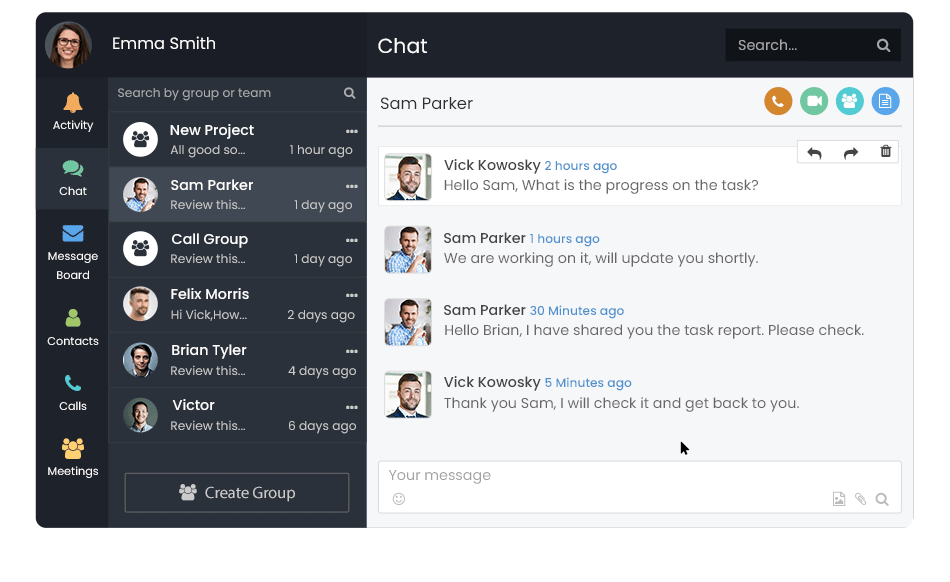 Emma Smith
Chat
Search...
Activity
Chat
Message
Board
Contacts
Calls
Meetings
Search by group or team
New Project
All good so... 1 hour ago
Sam Parker
Review this... 1 day ago
Call Group
Review this... 1 day ago
Felix Morris
Hi Vick,How... 2 days ago
Brian Tyler
Review this... 4 days ago
Victor
Review this... 6 days ago
Create Group
Sam Parker
Vick Kowosky 2 hours ago
Hello Sam, What is the progress on the task?
Sam Parker 1 hours ago
We are working on it, will update you shortly.
Sam Parker 30 Minutes ago
Hello Brian, I have shared you the task report. Please check.
Vick Kowosky 5 Minutes ago
Thank you Sam, I will check it and get back to you.
Your message